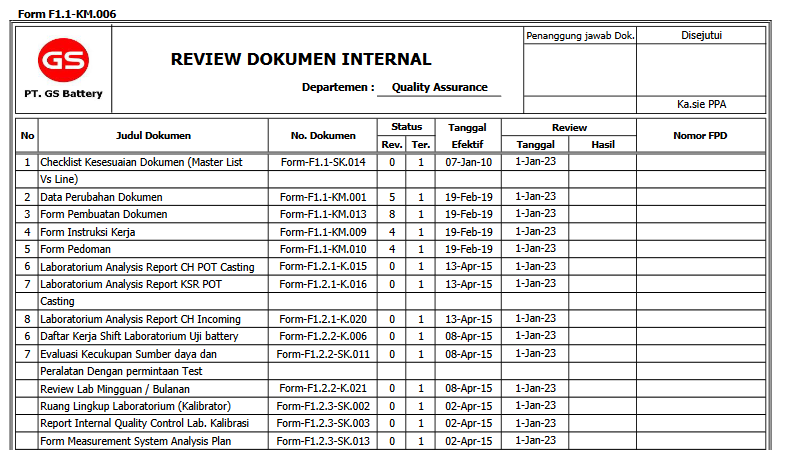 Form F1.1-KM.006
GS
PT. GS Battery
REVIEW DOKUMEN INTERNAL
Departemen : Quality Assurance
Penanggung jawab Dok. Disejutui
Ka.sie PPA
No Judul Dokumen No. Dokumen Status Tanggal Efektif Review Nomor FPD
Rev. Ter. Tanggal Hasil
1 Checklist Kesesuaian Dokumen (Master List Form-F1.1-SK.014 0 1 07-Jan-10 1-Jan-23
Vs Line)
2 Data Perubahan Dokumen Form-F1.1-KM.001 5 1 19-Feb-19 1-Jan-23
3 Form Pembuatan Dokumen Form-F1.1-KM.013 8 1 19-Feb-19 1-Jan-23
4 Form Instruksi Kerja Form-F1.1-KM.009 4 1 19-Feb-19 1-Jan-23
5 Form Pedoman Form-F1.1-KM.010 4 1 19-Feb-19 1-Jan-23
6 Laboratorium Analysis Report CH POT Casting Form-F1.2.1-K.015 0 1 13-Apr-15 1-Jan-23
7 Laboratorium Analysis Report KSR POT Form-F1.2.1-K.016 0 1 13-Apr-15 1-Jan-23
Casting
8 Laboratorium Analysis Report CH Incoming Form-F1.2.1-K.020 0 1 13-Apr-15 1-Jan-23
6 Daftar Kerja Shift Laboratorium Uji battery Form-F1.2.2-K.006 0 1 08-Apr-15 1-Jan-23
7 Evaluasi Kecukupan Sumber daya dan Form-F1.2.2-SK.011 0 1 08-Apr-15 1-Jan-23
Peralatan Dengan permintaan Test
Review Lab Mingguan / Bulanan Form-F1.2.2-K.021 0 1 08-Apr-15 1-Jan-23
Ruang Lingkup Laboratorium (Kalibrator) Form-F1.2.3-SK.002 0 1 02-Apr-15 1-Jan-23
Report Internal Quality Control Lab. Kalibrasi Form-F1.2.3-SK.003 0 1 02-Apr-15 1-Jan-23
Form Measurement System Analysis Plan Form-F1.2.3-SK.013 0 1 02-Apr-15 1-Jan-23